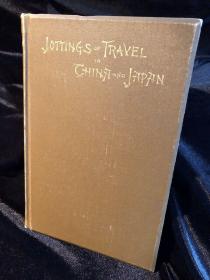 JOTTINGS OF TRAVEL
IN
CHINA AND JAPAN